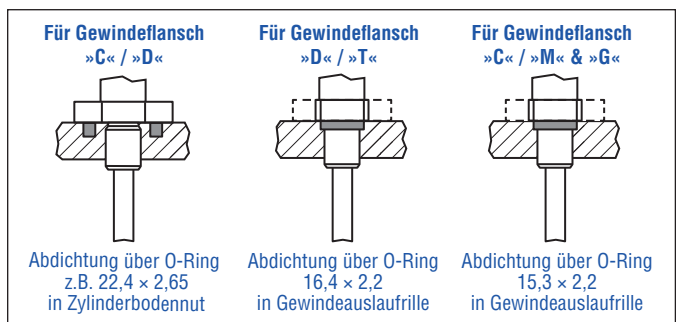 Für Gewindeflansch
»C« / »D«
Abdichtung über O-Ring
z.B. 22,4 × 2,65
in Zylinderbodennut
Für Gewindeflansch
»D« / »T«
Abdichtung über O-Ring
16,4 × 2,2
in Gewindeauslaufrille
Für Gewindeflansch
»C« / »M« & »G«
Abdichtung über O-Ring
15,3 × 2,2
in Gewindeauslaufrille